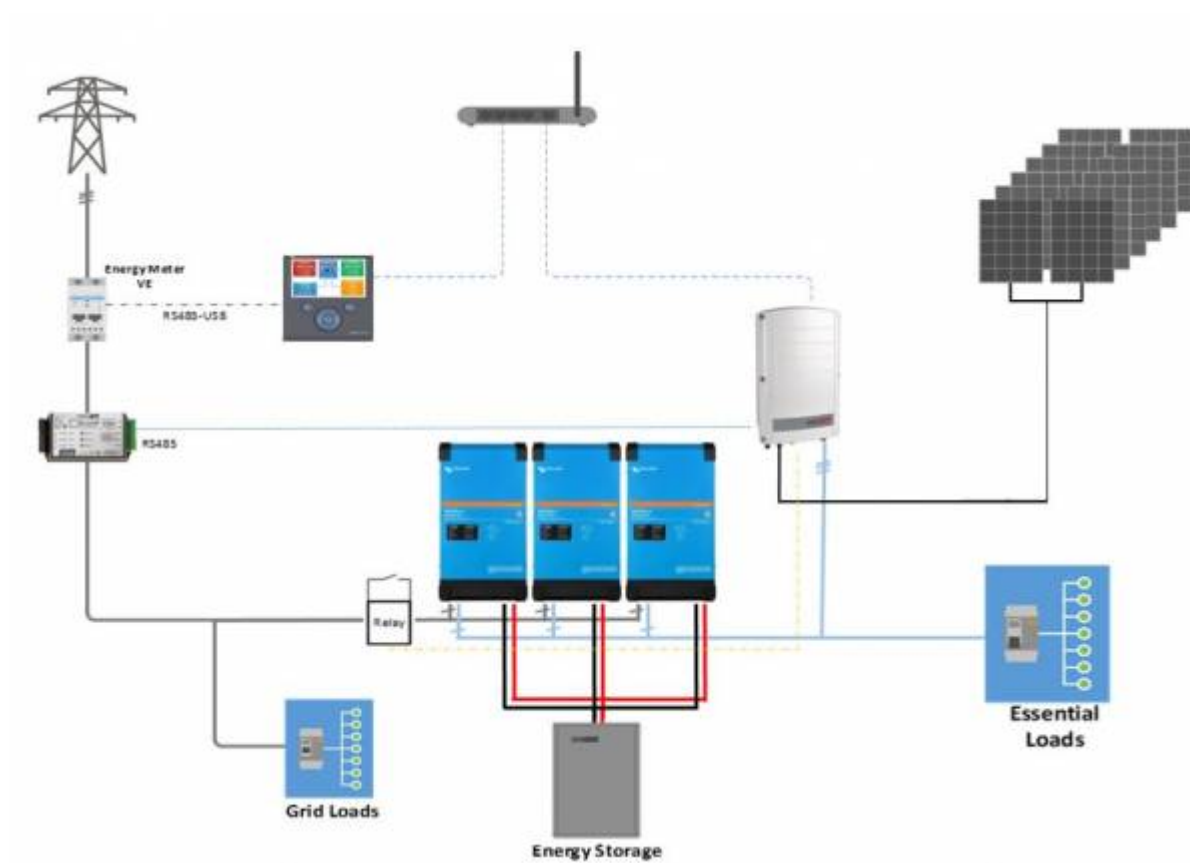 Energy Meter
VE
RS485-USB
RS485
Relay
Essential
Loads
Grid Loads
Energy Storage